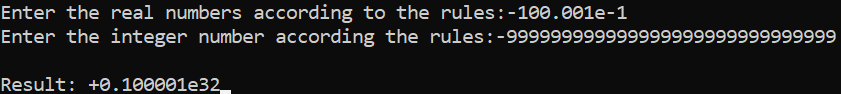 Enter the real numbers according to the rules:-100.001e-1
Enter the integer number according the rules:-999999999999999999999999999999
Result: +0.100001e32